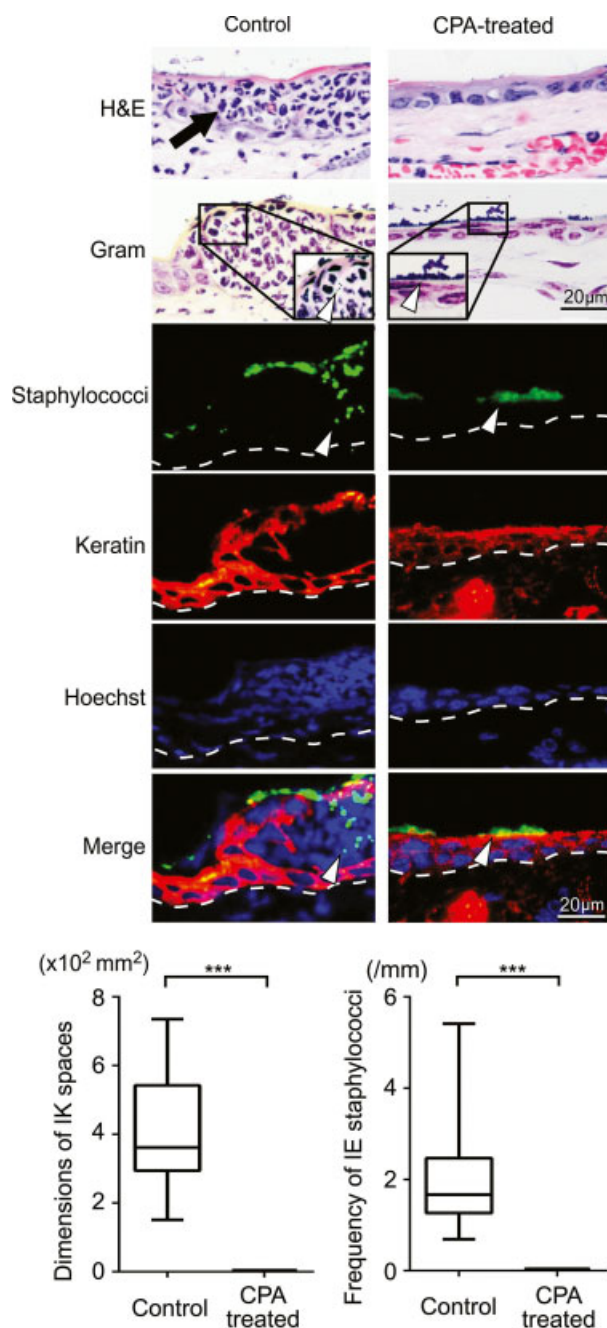 Control
CPA-treated
H&E
Gram
20µm
Staphylococci
Keratin
Hoechst
Merge
20µm
(x10² mm²)
***
8
6
4
2
0
Dimensions of IK spaces
Control
CPA
treated
(/mm)
***
6
4
2
0
Frequency of IE staphylococci
Control
CPA
treated